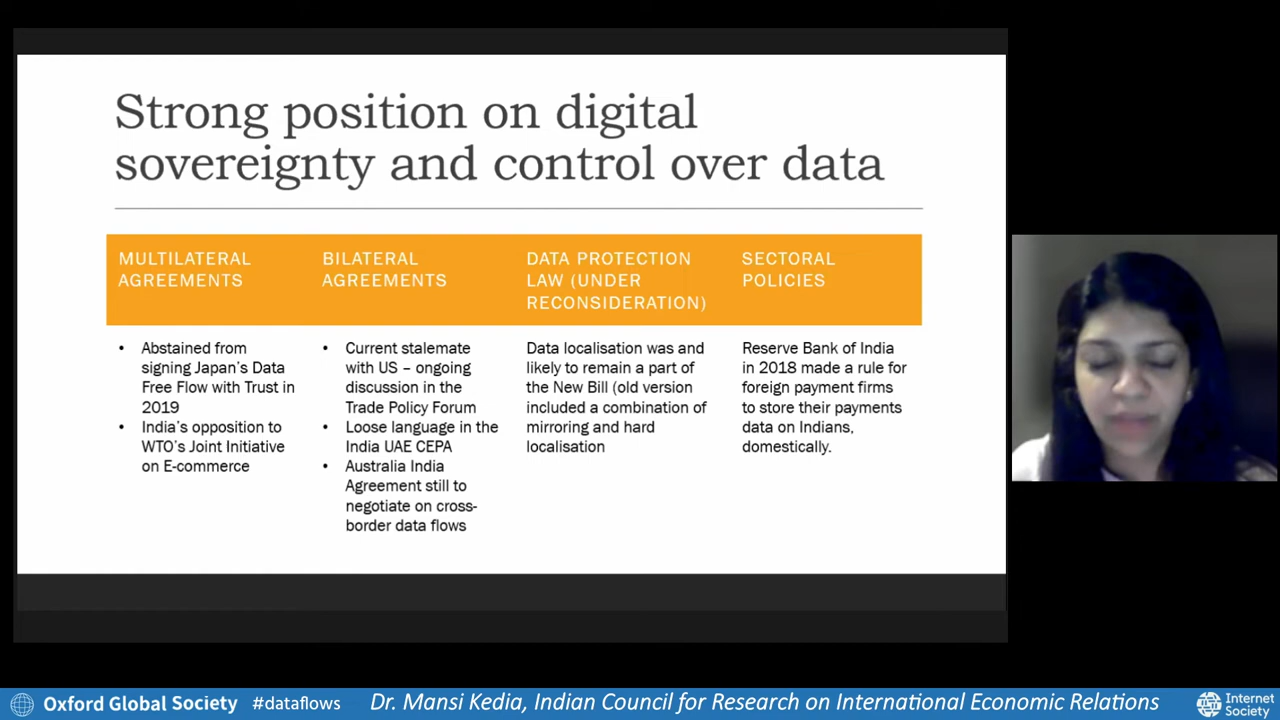 Strong position on digital
sovereignty and control over data
MULTILATERAL
AGREEMENTS
BILATERAL
AGREEMENTS
DATA PROTECTION
LAW (UNDER
RECONSIDERATION)
SECTORAL
POLICIES
• Abstained from
signing Japan's Data
Free Flow with Trust in
2019
• India's opposition to
WTO's Joint Initiative
on E-commerce
• Current stalemate
with US – ongoing
discussion in the
Trade Policy Forum
• Loose language in the
India UAE CEPA
• Australia India
Agreement still to
negotiate on cross-
border data flows
Data localisation was and
likely to remain a part of
the New Bill (old version
included a combination of
mirroring and hard
localisation
Reserve Bank of India
in 2018 made a rule for
foreign payment firms
to store their payments
data on Indians,
domestically.
Oxford Global Society #dataflows Dr. Mansi Kedia, Indian Council for Research on International Economic Relations
Internet
Society